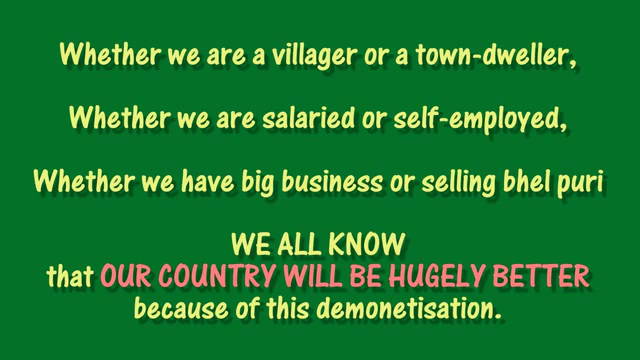 Whether we are a villager or a town-dweller,
Whether we are salaried or self-employed,
Whether we have big business or selling bhel puri
WE ALL KNOW
that OUR COUNTRY WILL BE HUGELY BETTER
because of this demonetisation.